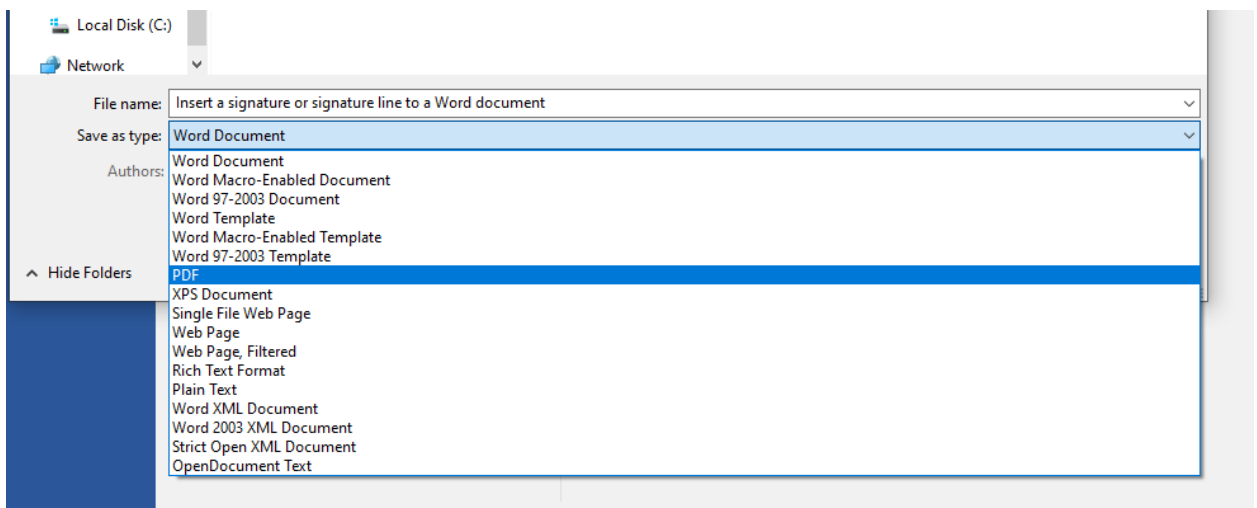 Local Disk (C:)
Network
File name: Insert a signature or signature line to a Word document
Save as type: Word Document
Authors:
Word Document
Word Macro-Enabled Document
Word 97-2003 Document
Word Template
Word Macro-Enabled Template
Word 97-2003 Template
Hide Folders
PDF
XPS Document
Single File Web Page
Web Page
Web Page, Filtered
Rich Text Format
Plain Text
Word XML Document
Word 2003 XML Document
Strict Open XML Document
OpenDocument Text